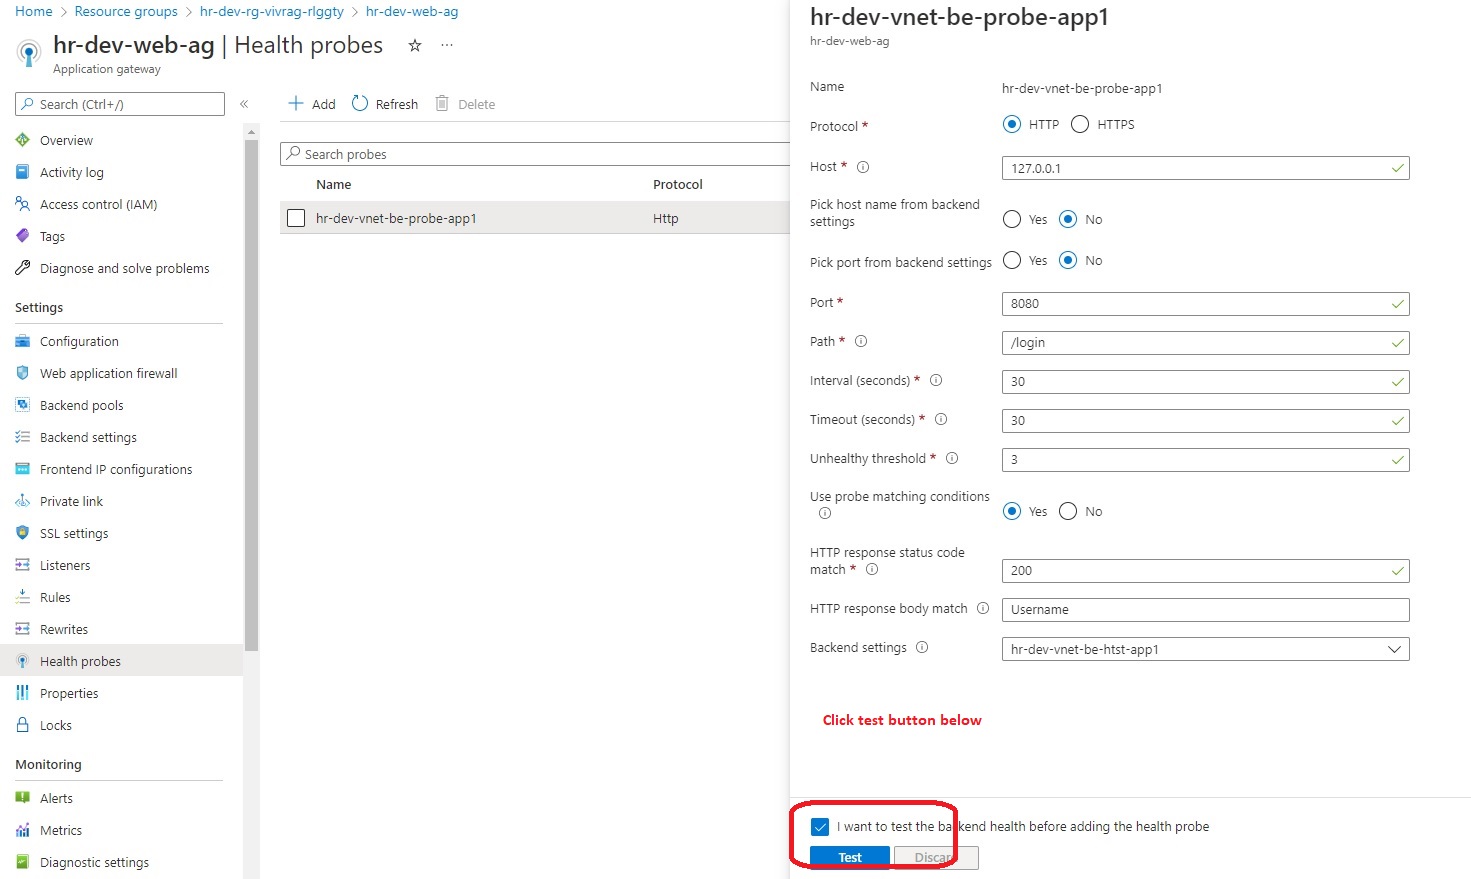 Home > Resource groups > hr-dev-rg-vivrag-rlggty > hr-dev-web-ag
hr-dev-web-ag | Health probes
Application gateway
Search (Ctrl+/)
Overview
Activity log
Access control (IAM)
Tags
Diagnose and solve problems
Settings
Configuration
Web application firewall
Backend pools
Backend settings
Frontend IP configurations
Private link
SSL settings
Listeners
Rules
Rewrites
Health probes
Properties
Locks
Monitoring
Alerts
Metrics
Diagnostic settings
Add Refresh Delete
Search probes
Name Protocol
hr-dev-vnet-be-probe-app1 Http
hr-dev-vnet-be-probe-app1
hr-dev-web-ag
Name hr-dev-vnet-be-probe-app1
Protocol * HTTP HTTPS
Host * 127.0.0.1
Pick host name from backend
settings Yes No
Pick port from backend settings Yes No
Port * 8080
Path * /login
Interval (seconds) * 30
Timeout (seconds) * 30
Unhealthy threshold * 3
Use probe matching conditions
Yes No
HTTP response status code
match * 200
HTTP response body match Username
Backend settings hr-dev-vnet-be-htst-app1
Click test button below
I want to test the backend health before adding the health probe
Test Discard